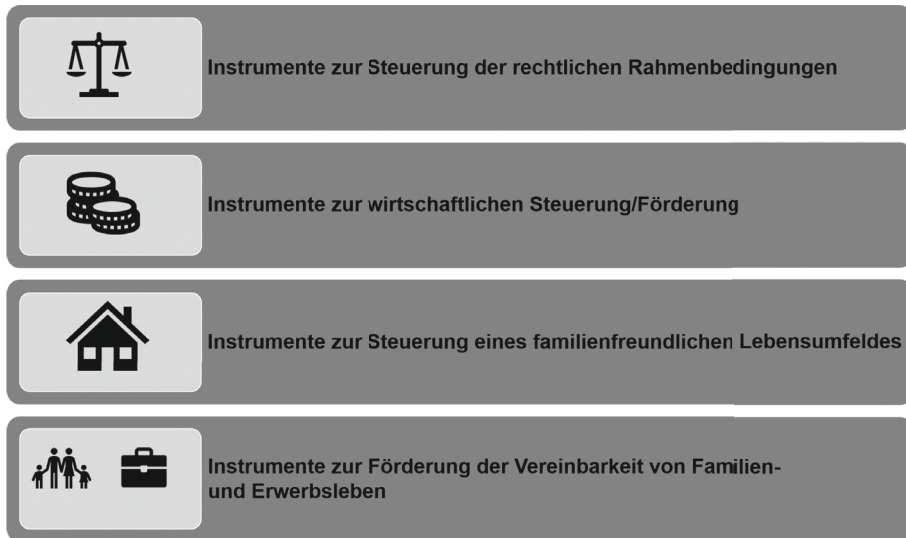 Instrumente zur Steuerung der rechtlichen Rahmenbedingungen
Instrumente zur wirtschaftlichen Steuerung/Förderung
Instrumente zur Steuerung eines familienfreundlichen Lebensumfeldes
Instrumente zur Förderung der Vereinbarkeit von Familien-
und Erwerbsleben